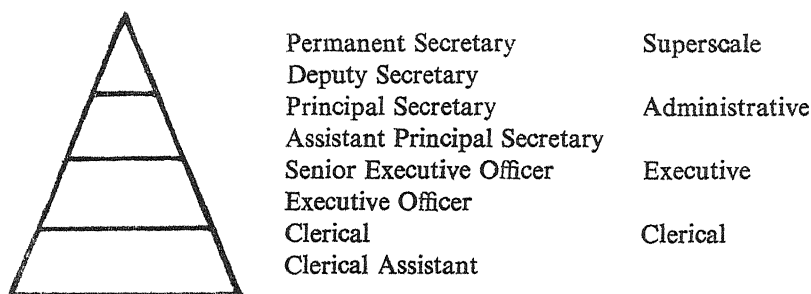 Permanent Secretary Superscale
Deputy Secretary
Principal Secretary Administrative
Assistant Principal Secretary
Senior Executive Officer Executive
Executive Officer
Clerical Clerical
Clerical Assistant